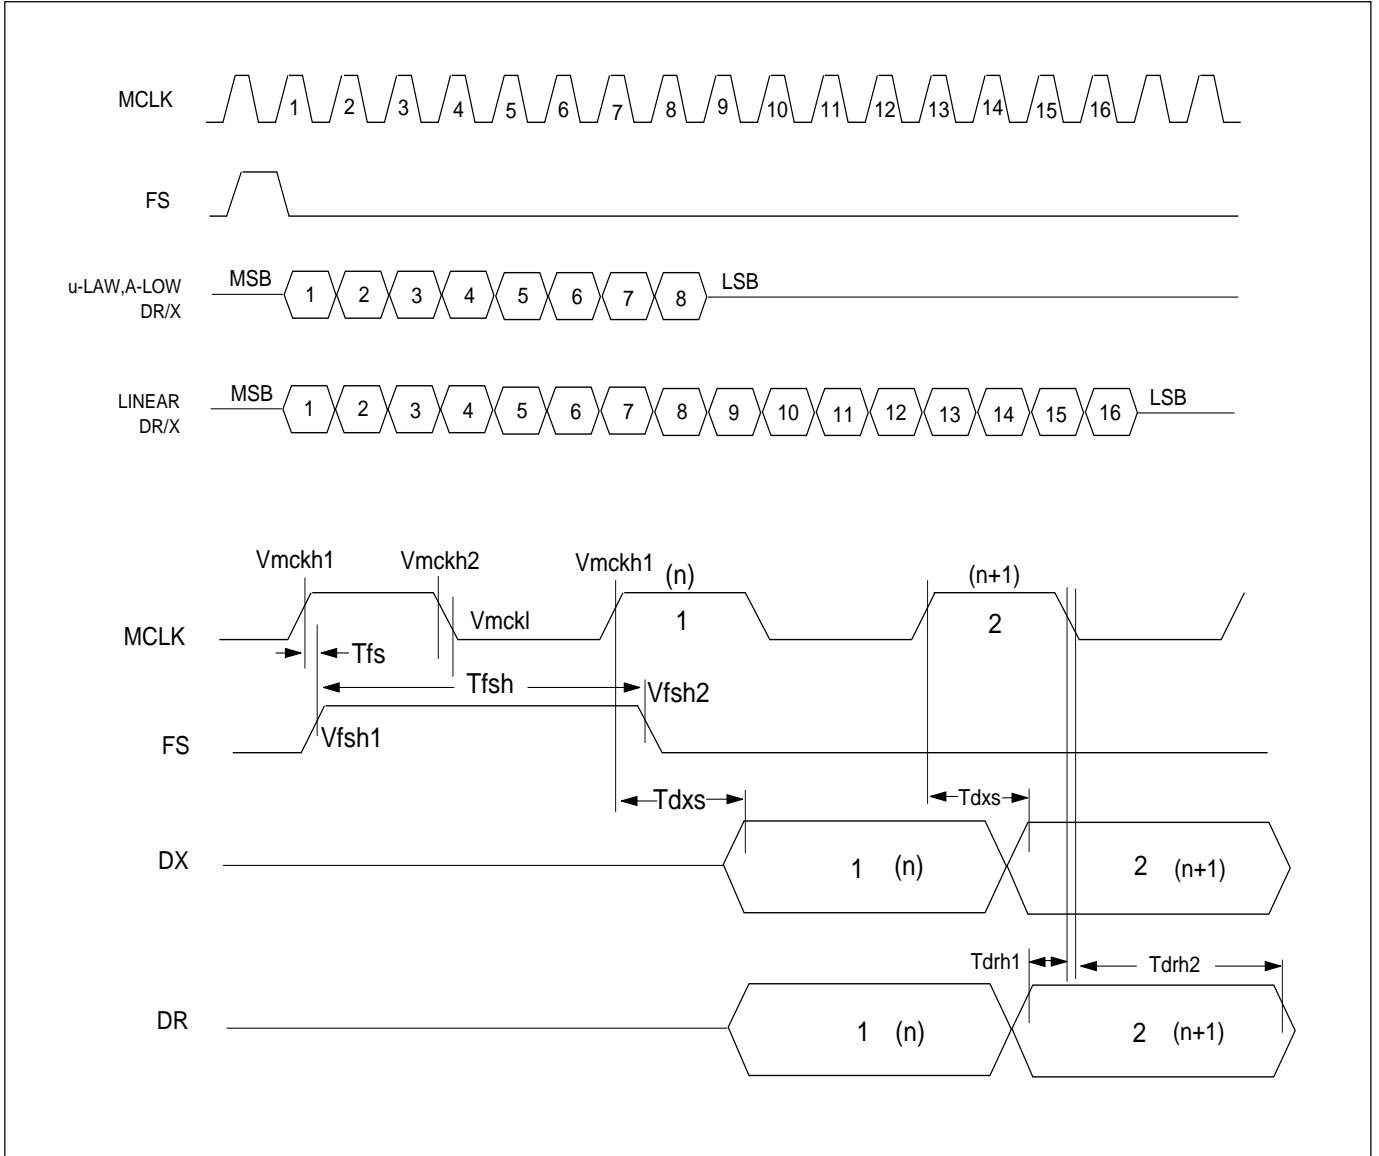 MCLK 1 2 3 4 5 6 7 8 9 10 11 12 13 14 15 16
FS
u-LAW,A-LOW
DR/X
MSB 1 2 3 4 5 6 7 8 LSB
LINEAR
DR/X
MSB 1 2 3 4 5 6 7 8 9 10 11 12 13 14 15 16 LSB
Vmckh1 Vmckh2 Vmckh1 (n) (n+1)
MCLK Vmckl 1 2
Tfs
Tfsh Vfsh2
FS Vfsh1
Tdxs Tdxs
DX 1 (n) 2 (n+1)
Tdrh1 Tdrh2
DR 1 (n) 2 (n+1)